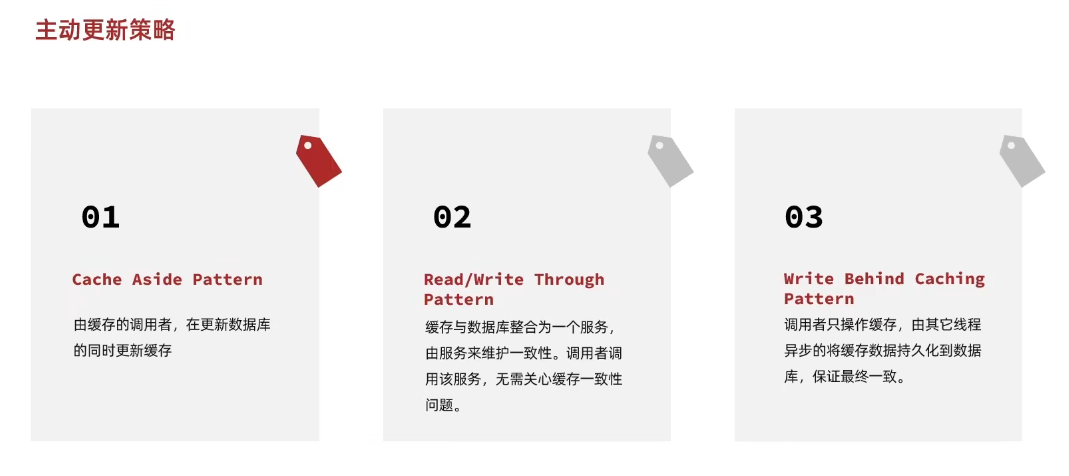 主动更新策略
01
Cache Aside Pattern
由缓存的调用者，在更新数据库
的同时更新缓存
02
Read/Write Through
Pattern
缓存与数据库整合为一个服务，
由服务来维护一致性。调用者调
用该服务，无需关心缓存一致性
问题。
03
Write Behind Caching
Pattern
调用者只操作缓存，由其它线程
异步的将缓存数据持久化到数据
库，保证最终一致。